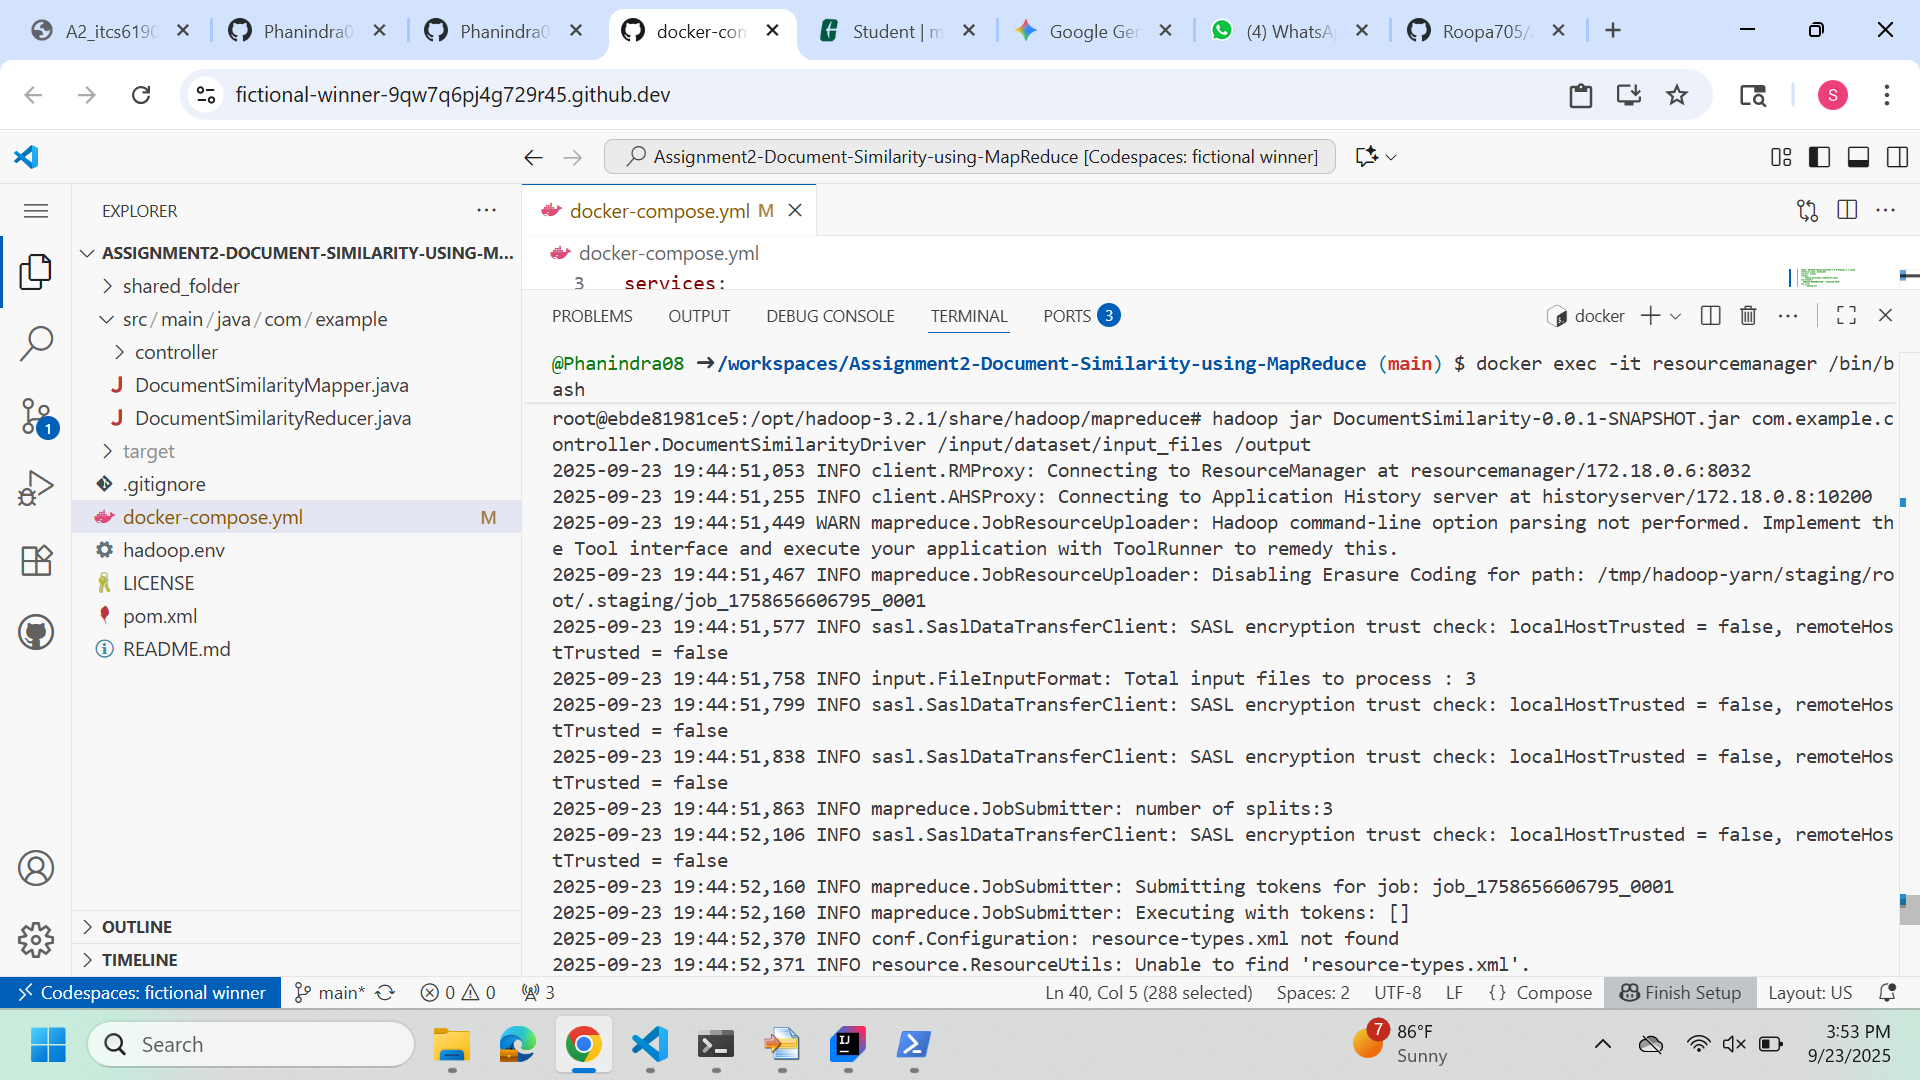 A2_itcs6190
Phanindra0
Phanindra0
docker-con
Student | m
Google Ger
(4) WhatsAp
Roopa705/
fictional-winner-9qw7q6pj4g729r45.github.dev
S
Assignment2-Document-Similarity-using-MapReduce [Codespaces: fictional winner]
EXPLORER
ASSIGNMENT2-DOCUMENT-SIMILARITY-USING-M...
shared_folder
src/main/java/com/example
controller
DocumentSimilarityMapper.java
DocumentSimilarityReducer.java
target
.gitignore
docker-compose.yml M
hadoop.env
LICENSE
pom.xml
README.md
OUTLINE
TIMELINE
1
docker-compose.yml M
docker-compose.yml
3 services:
PROBLEMS OUTPUT DEBUG CONSOLE TERMINAL PORTS 3
docker
@Phanindra08 ➜/workspaces/Assignment2-Document-Similarity-using-MapReduce (main) $ docker exec -it resourcemanager /bin/b
ash
root@ebde81981ce5:/opt/hadoop-3.2.1/share/hadoop/mapreduce# hadoop jar DocumentSimilarity-0.0.1-SNAPSHOT.jar com.example.c
ontroller.DocumentSimilarityDriver /input/dataset/input_files /output
2025-09-23 19:44:51,053 INFO client.RMProxy: Connecting to ResourceManager at resourcemanager/172.18.0.6:8032
2025-09-23 19:44:51,255 INFO client.AHSProxy: Connecting to Application History server at historyserver/172.18.0.8:10200
2025-09-23 19:44:51,449 WARN mapreduce.JobResourceUploader: Hadoop command-line option parsing not performed. Implement th
e Tool interface and execute your application with ToolRunner to remedy this.
2025-09-23 19:44:51,467 INFO mapreduce.JobResourceUploader: Disabling Erasure Coding for path: /tmp/hadoop-yarn/staging/ro
ot/.staging/job_1758656606795_0001
2025-09-23 19:44:51,577 INFO sasl.SaslDataTransferClient: SASL encryption trust check: localHostTrusted = false, remoteHos
tTrusted = false
2025-09-23 19:44:51,758 INFO input.FileInputFormat: Total input files to process : 3
2025-09-23 19:44:51,799 INFO sasl.SaslDataTransferClient: SASL encryption trust check: localHostTrusted = false, remoteHos
tTrusted = false
2025-09-23 19:44:51,838 INFO sasl.SaslDataTransferClient: SASL encryption trust check: localHostTrusted = false, remoteHos
tTrusted = false
2025-09-23 19:44:51,863 INFO mapreduce.JobSubmitter: number of splits:3
2025-09-23 19:44:52,106 INFO sasl.SaslDataTransferClient: SASL encryption trust check: localHostTrusted = false, remoteHos
tTrusted = false
2025-09-23 19:44:52,160 INFO mapreduce.JobSubmitter: Submitting tokens for job: job_1758656606795_0001
2025-09-23 19:44:52,160 INFO mapreduce.JobSubmitter: Executing with tokens: []
2025-09-23 19:44:52,370 INFO conf.Configuration: resource-types.xml not found
2025-09-23 19:44:52,371 INFO resource.ResourceUtils: Unable to find 'resource-types.xml'.
Codespaces: fictional winner main* 0 0 3
Ln 40, Col 5 (288 selected) Spaces: 2 UTF-8 LF {} Compose Finish Setup Layout: US
Search
7
86°F
Sunny
3:53 PM
9/23/2025